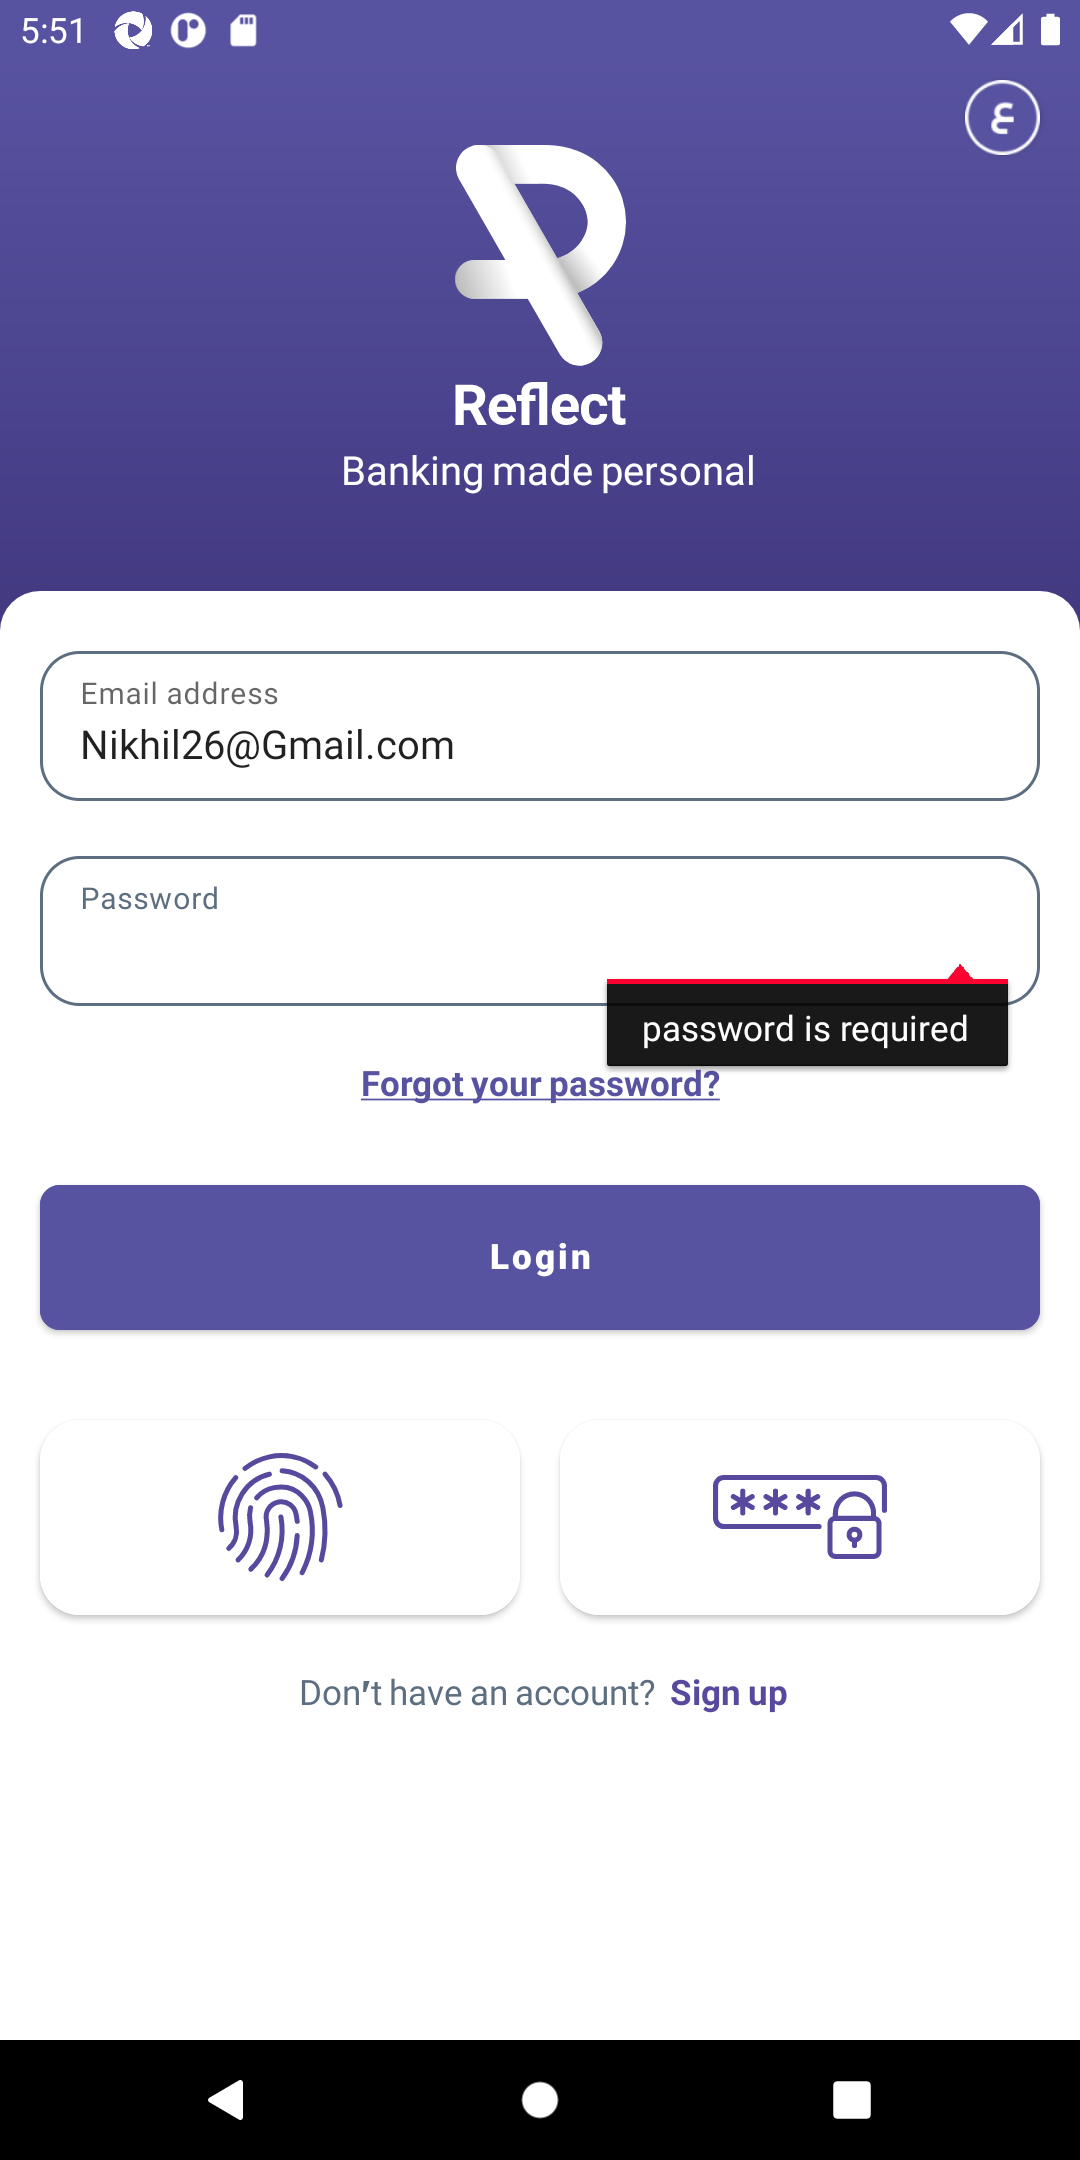 5:51
ع
Reflect
Banking made personal
Email address
Nikhil26@Gmail.com
Password
password is required
Forgot your password?
Login
***
Don't have an account? Sign up